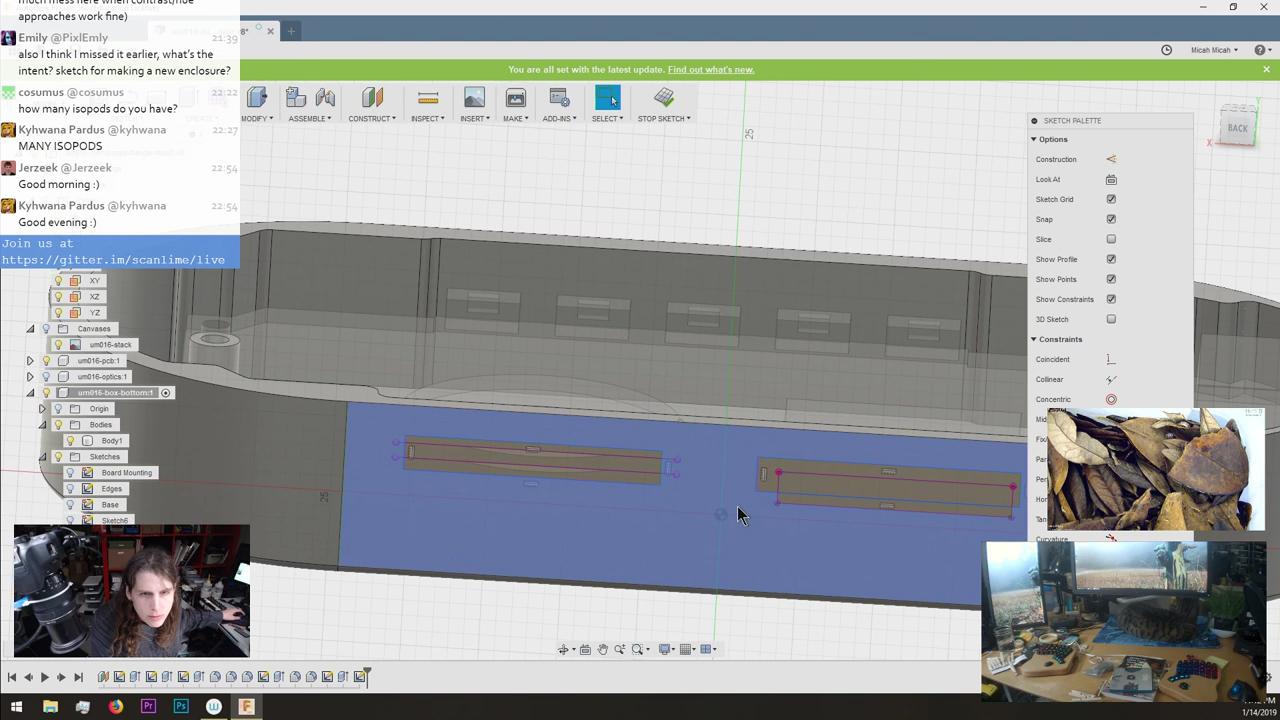 much mess here when contrast/hue
approaches work fine)
Emily @PixlEmly 21:39
also I think I missed it earlier, what's the
intent? sketch for making a new enclosure?
cosumus @cosumus 22:22
how many isopods do you have?
Kyhwana Pardus @kyhwana 22:27
MANY ISOPODS
Jerzeek @Jerzeek 22:54
Good morning :)
Kyhwana Pardus @kyhwana 22:54
Good evening :)
Join us at
https://gitter.im/scanlime/live
Micah Micah
You are all set with the latest update. Find out what's new.
MODIFY ASSEMBLE CONSTRUCT INSPECT INSERT MAKE ADD-INS SELECT STOP SKETCH
BACK
X
25
25
SKETCH PALETTE
Options
Construction
Look At
Sketch Grid
Snap
Slice
Show Profile
Show Points
Show Constraints
3D Sketch
Constraints
Coincident
Collinear
Concentric
XY
XZ
YZ
Canvases
um016-stack
um016-pcb:1
um016-optics:1
um016-box-bottom:1
Origin
Bodies
Body1
Sketches
Board Mounting
Edges
Base
Sketch6
Curvature
1/14/2019